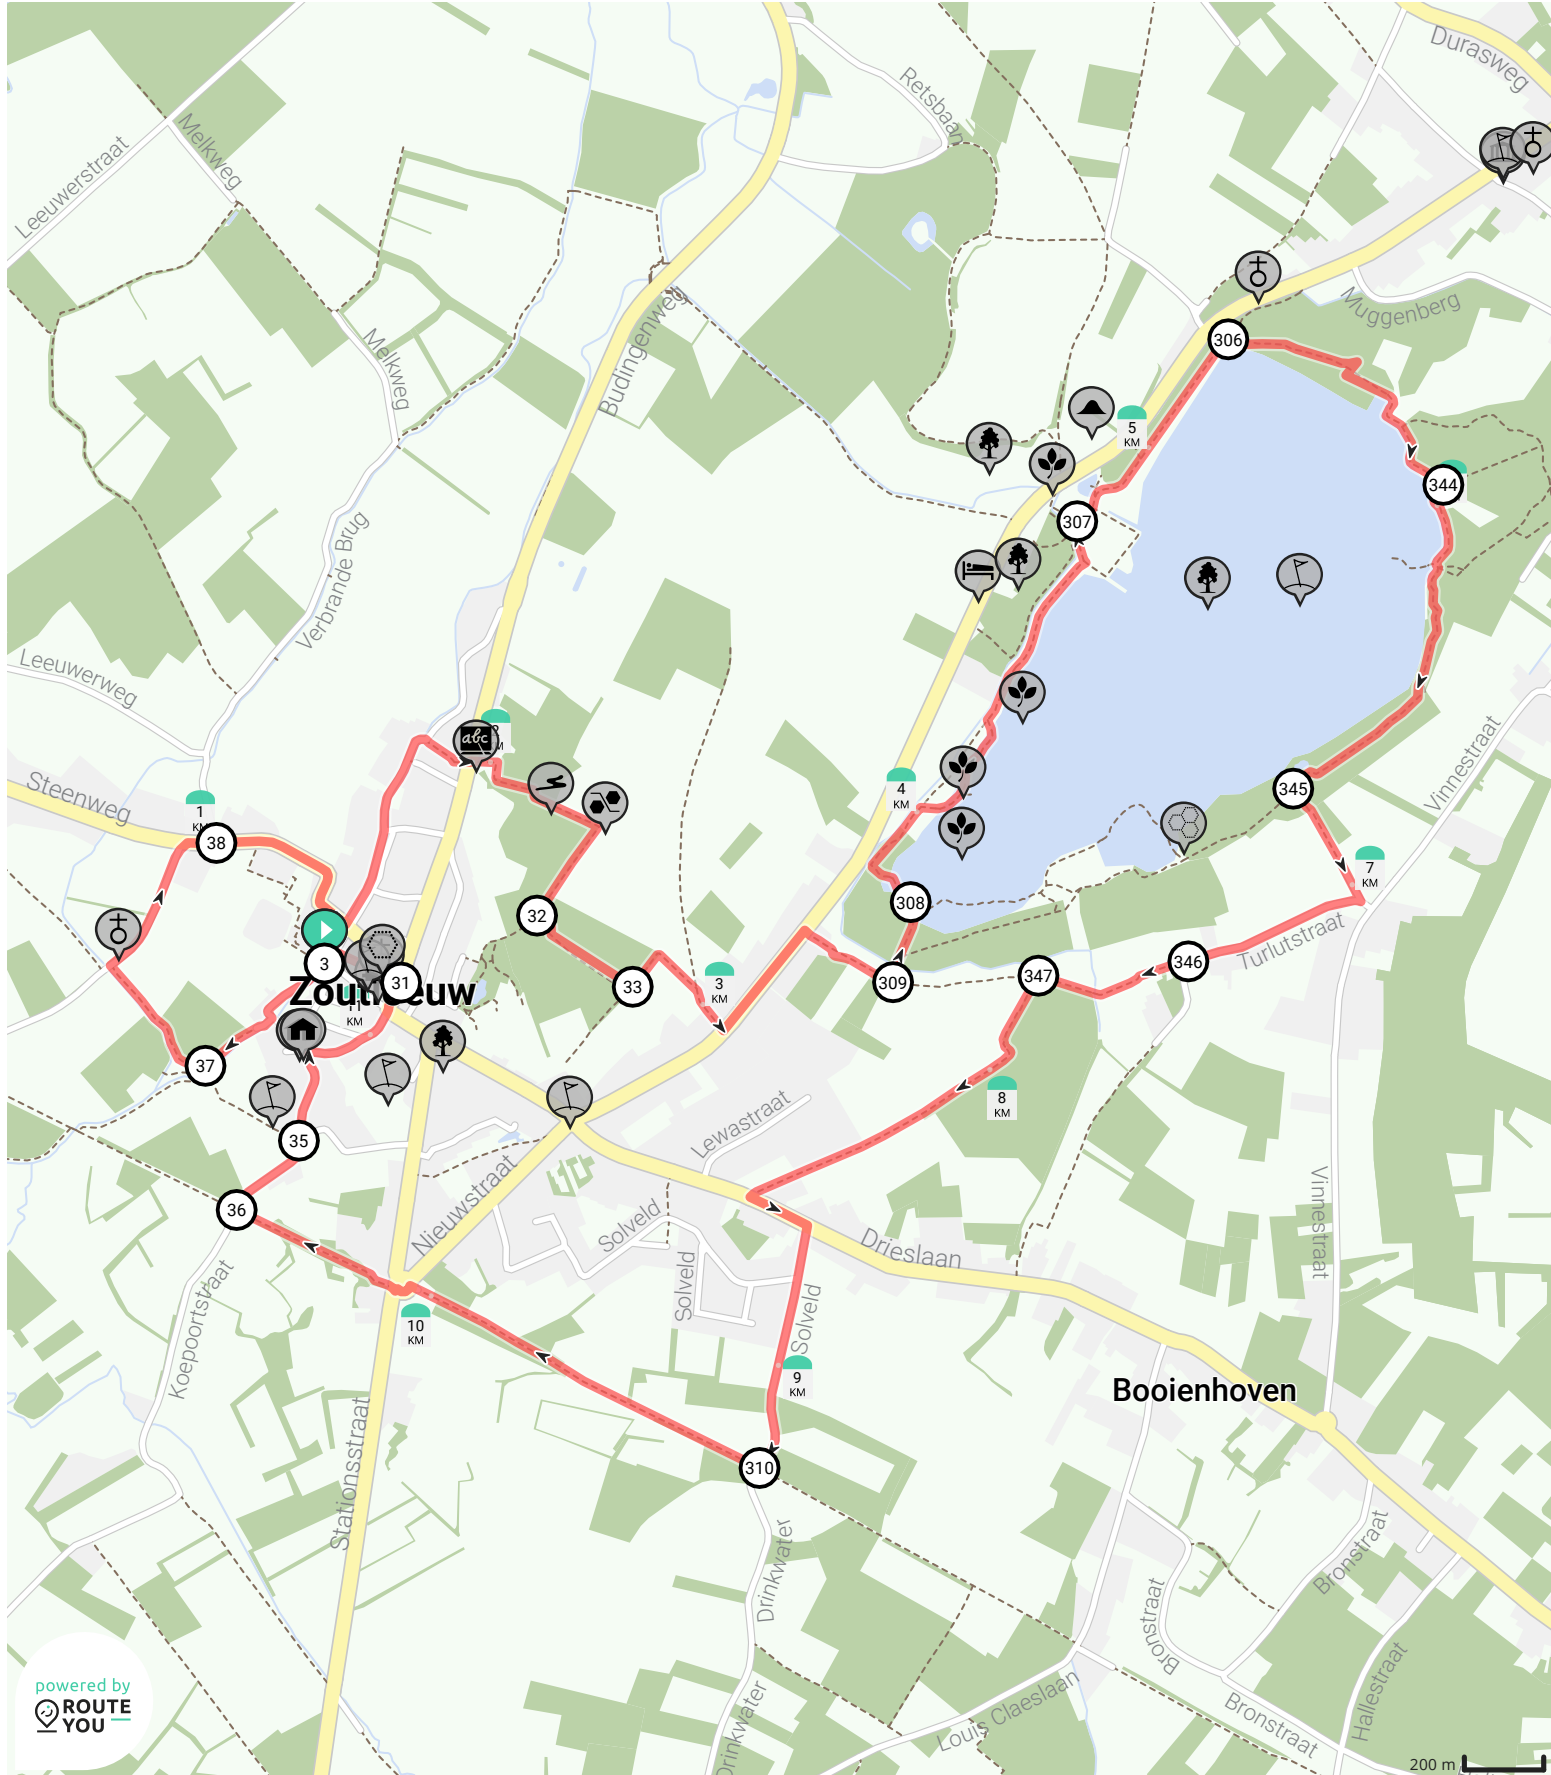 Durasweg
Retsbaan
Melkweg
Leeuwerstraat
Muggenberg
306
Budingenweg
Melkweg
5
KM
344
307
Verbrande Brug
Leeuwerweg
abc
Vinnestraat
Steenweg
4
KM
345
1
KM
38
7
KM
308
32
Turlutstraat
3
31
33
3
KM
309
347
346
Zoutleeuw
11
KM
37
8
KM
Lewastraat
35
Nieuwstraat
36
Solveld
Drieslaan
Vinnestraat
Solveld
Solveld
Koepoortstraat
10
KM
9
KM
Booienhoven
Stationsstraat
310
Drinkwater
Bronstraat
Bronstraat
Drinkwater
Louis Claeslaan
Bronstraat
Hallestraat
powered by
ROUTE
YOU
200 m